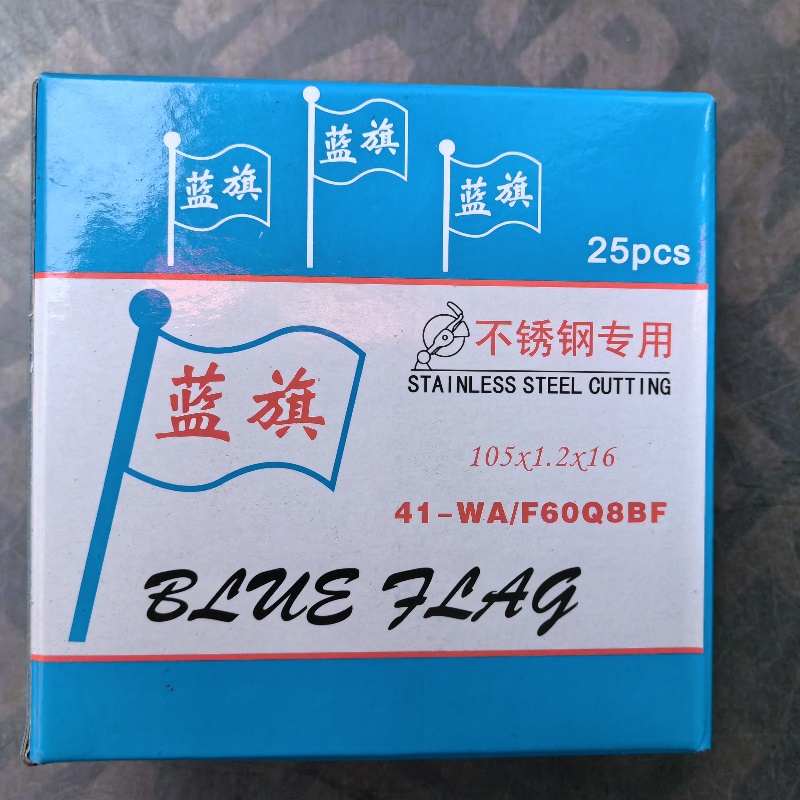 蓝旗
蓝旗
蓝旗
25pcs
蓝旗
不锈钢专用
STAINLESS STEEL CUTTING
105x1.2x16
41-WA/F60Q8BF
BLUE FLAG